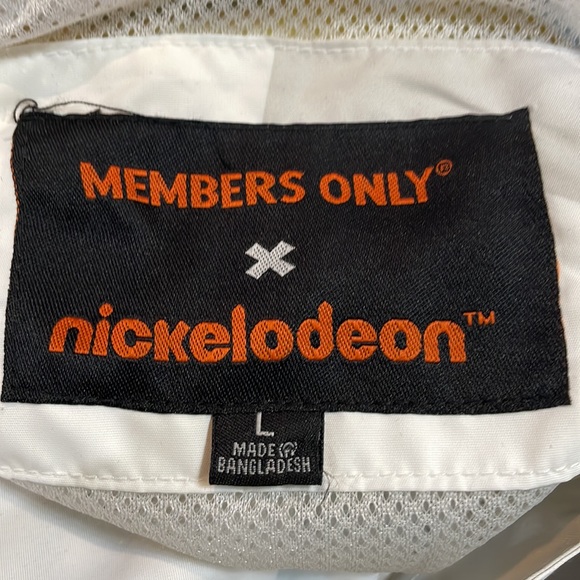 MEMBERS ONLY®
X
nickelodeon™
L
MADE IN
BANGLADESH